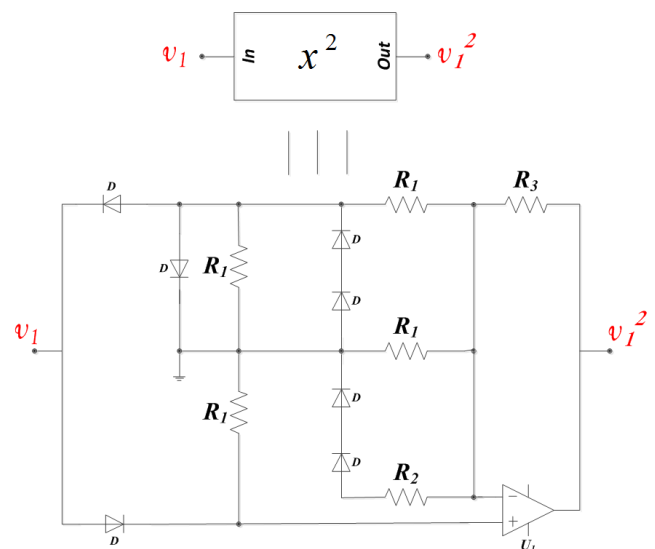 v₁ In x² Out v₁²
D R₁ R₃
D R₁ D
D
v₁ R₁ v₁²
R₁ D
D R₂
−
+
D U₁